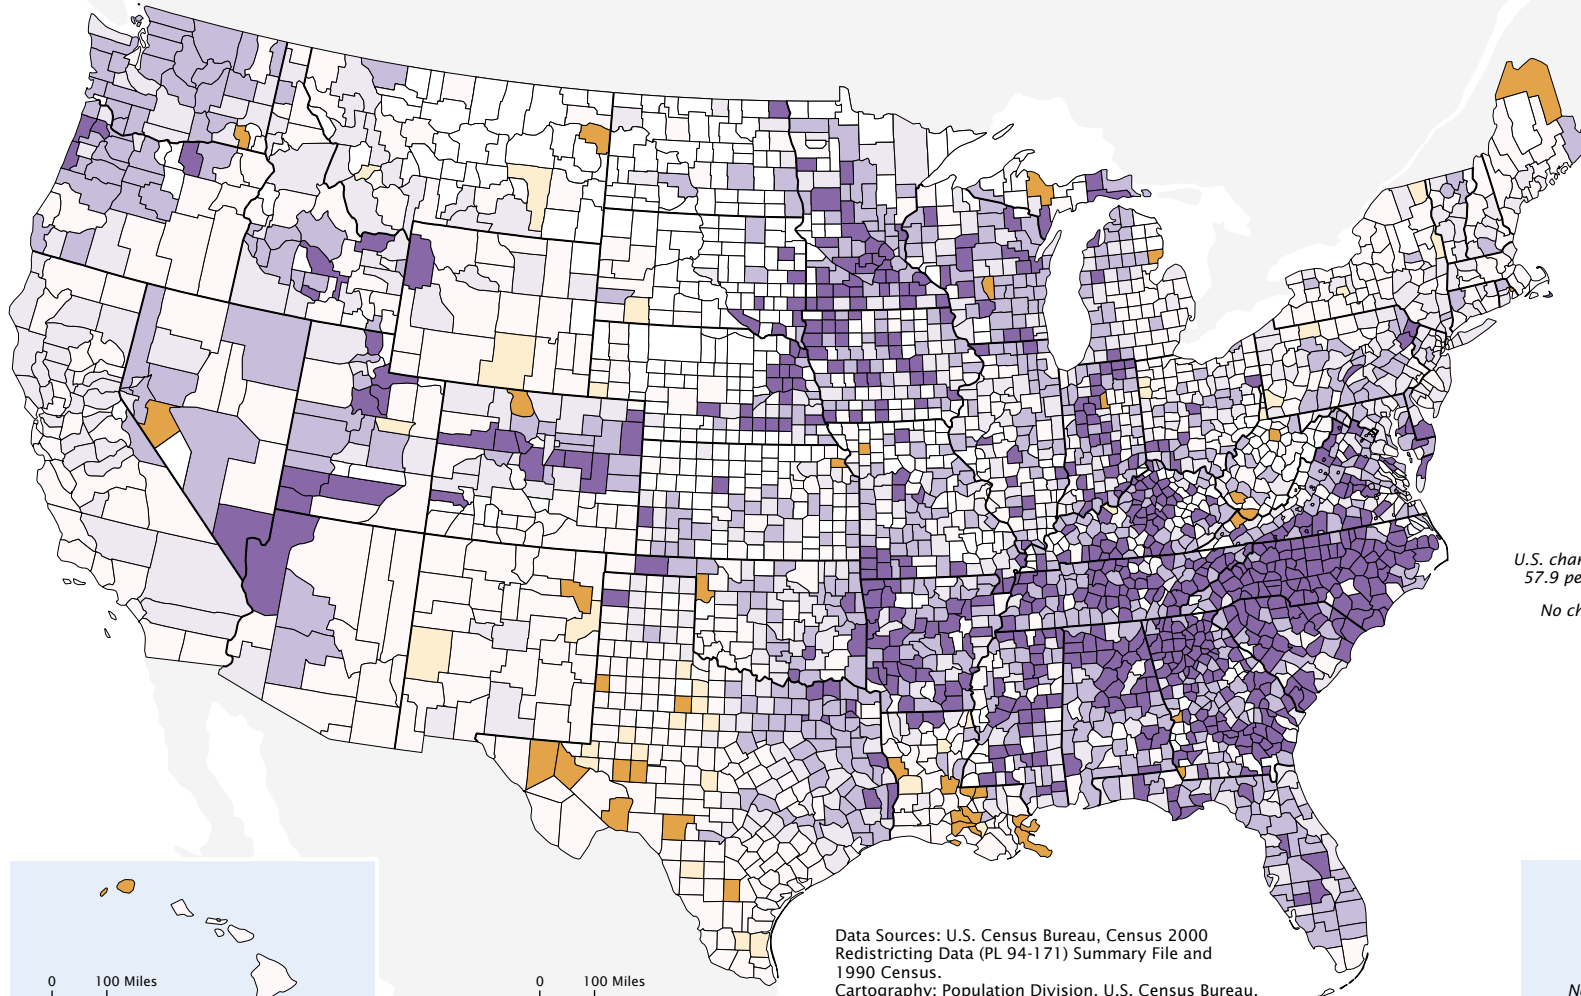 U.S. chan
57.9 pe
No ch
Data Sources: U.S. Census Bureau, Census 2000
Redistricting Data (PL 94-171) Summary File and
1990 Census.
Cartography: Population Division, U.S. Census Bureau.
0 100 Miles
0 100 Miles
N